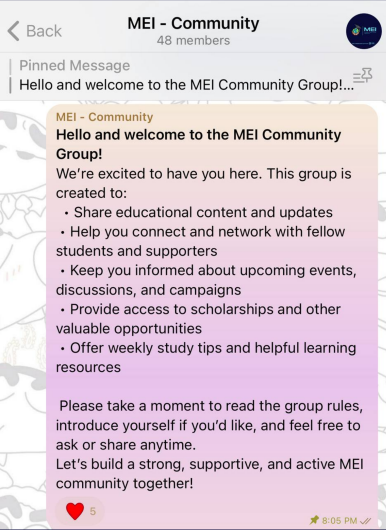 Back
MEI - Community
48 members
MEI
Pinned Message
Hello and welcome to the MEI Community Group!...
MEI - Community
Hello and welcome to the MEI Community
Group!
We're excited to have you here. This group is
created to:
• Share educational content and updates
• Help you connect and network with fellow
students and supporters
• Keep you informed about upcoming events,
discussions, and campaigns
• Provide access to scholarships and other
valuable opportunities
• Offer weekly study tips and helpful learning
resources
Please take a moment to read the group rules,
introduce yourself if you'd like, and feel free to
ask or share anytime.
Let's build a strong, supportive, and active MEI
community together!
5
8:05 PM